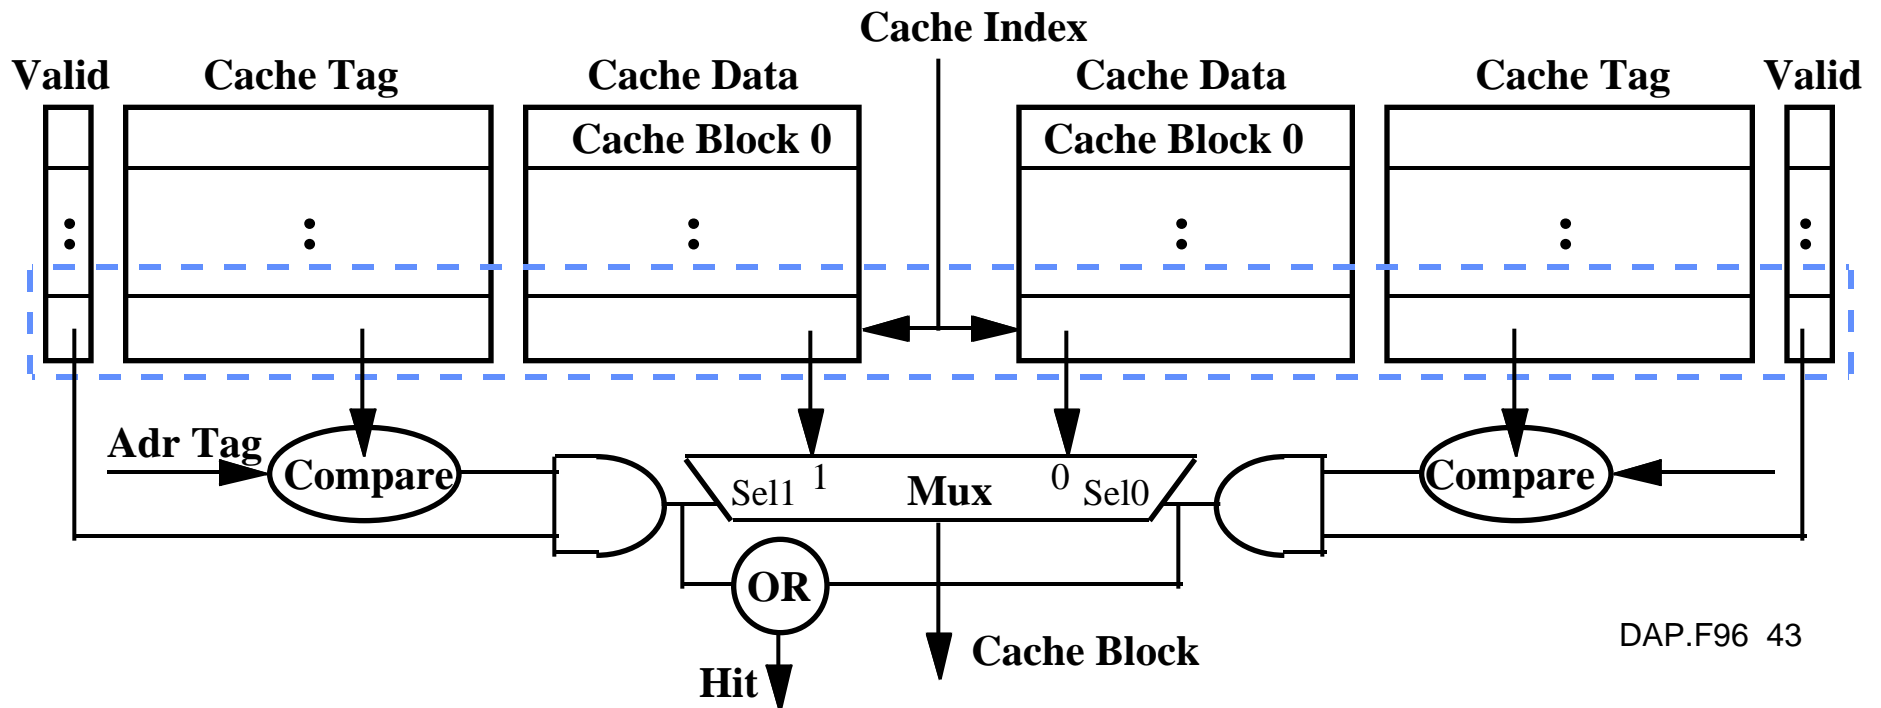 Cache Index
Valid Cache Tag Cache Data Cache Data Cache Tag Valid
Cache Block 0 Cache Block 0
Adr Tag
Compare Sel1 1 Mux 0 Sel0 Compare
OR
Cache Block
Hit
DAP.F96 43